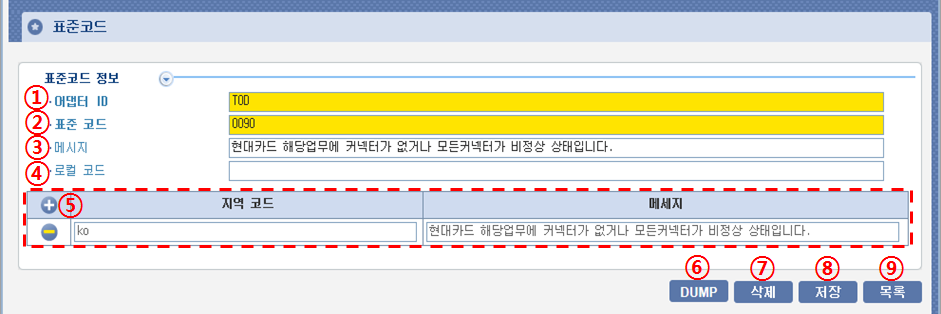 표준코드
표준코드 정보
① 어댑터 ID TOD
② 표준 코드 0090
③ 메시지 현대카드 해당업무에 커넥터가 없거나 모든커넥터가 비정상 상태입니다.
④ 로컬 코드
⑤ 지역 코드 메세지
ko 현대카드 해당업무에 커넥터가 없거나 모든커넥터가 비정상 상태입니다.
⑥ ⑦ ⑧ ⑨
DUMP 삭제 저장 목록